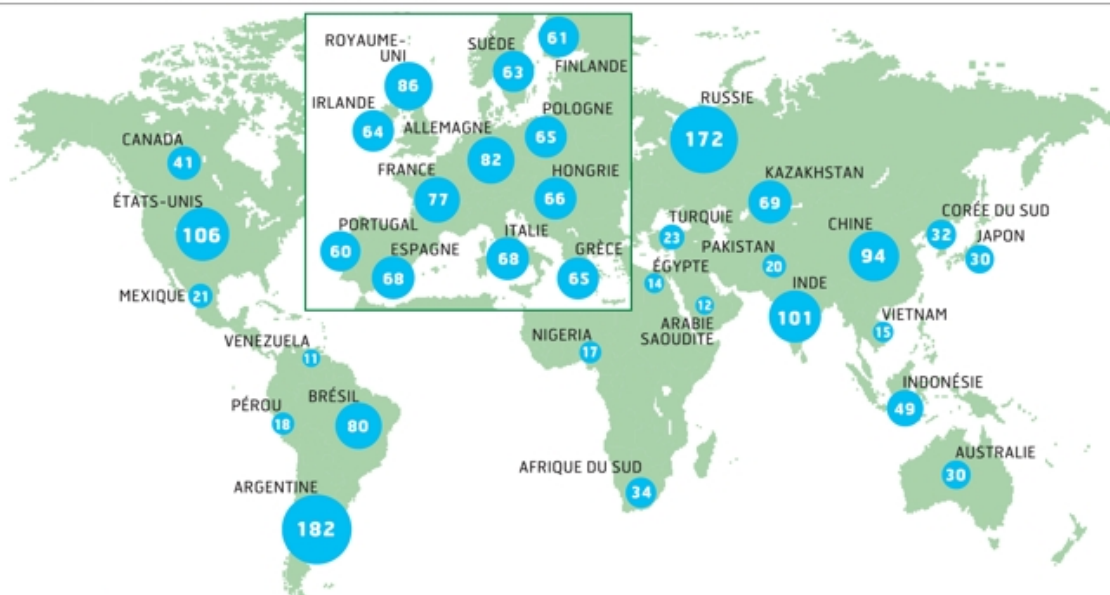 CANADA
41
ÉTATS-UNIS
106
MEXIQUE 21
VENEZUELA
11
PÉROU
18
BRÉSIL
80
ARGENTINE
182
ROYAUME-
UNI
86
IRLANDE
64
SUÈDE
63
61
FINLANDE
POLOGNE
65
ALLEMAGNE
82
FRANCE
77
HONGRIE
66
PORTUGAL
60
ESPAGNE
68
ITALIE
68
GRÈCE
65
RUSSIE
172
KAZAKHSTAN
69
TURQUIE
23
PAKISTAN
20
CHINE
94
CORÉE DU SUD
32
JAPON
30
ÉGYPTE
14
12
ARABIE
SAOUDITE
INDE
101
VIETNAM
15
NIGERIA
17
INDONÉSIE
49
AFRIQUE DU SUD
34
AUSTRALIE
30